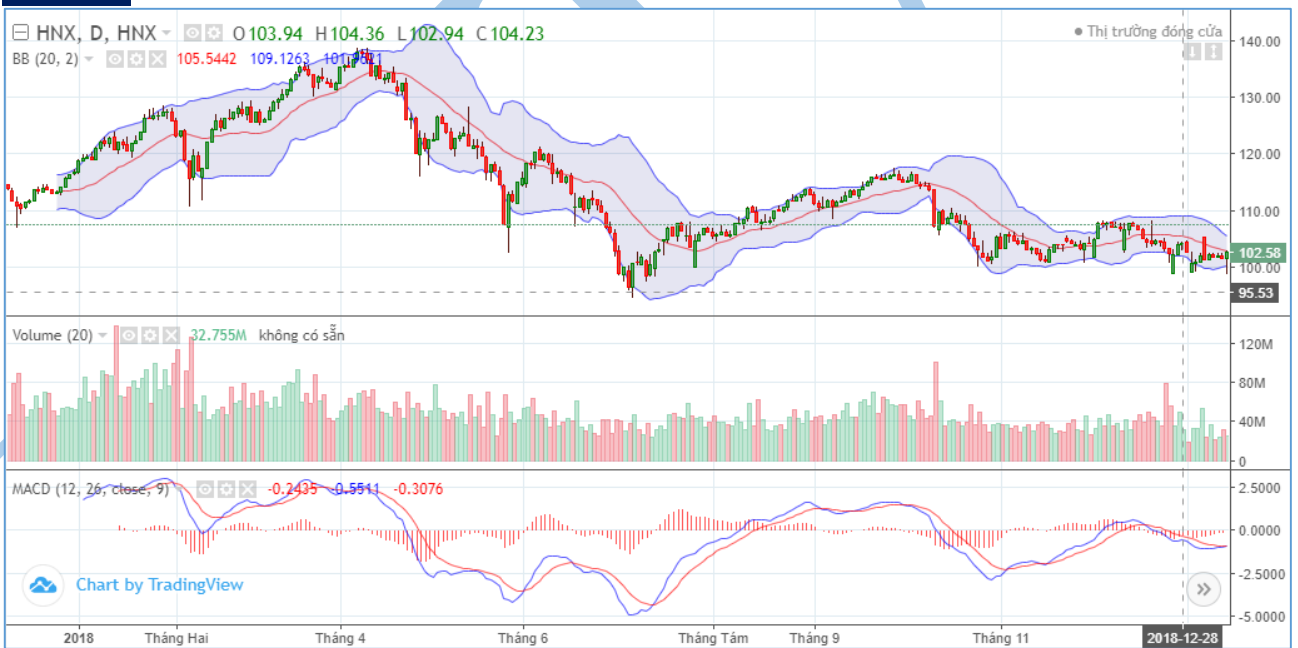 HNX, D, HNX O103.94 H104.36 L102.94 C104.23
Thị trường đóng cửa
BB (20, 2) 105.5442 109.1263 101.9621
140.00
130.00
120.00
110.00
102.58
100.00
95.53
Volume (20) 32.755M không có sẵn
120M
80M
40M
0
MACD (12, 26, close, 9) -0.2435 -0.5511 -0.3076
2.5000
0.0000
-2.5000
-5.0000
Chart by TradingView
2018 Tháng Hai Tháng 4 Tháng 6 Tháng Tám Tháng 9 Tháng 11 2018-12-28